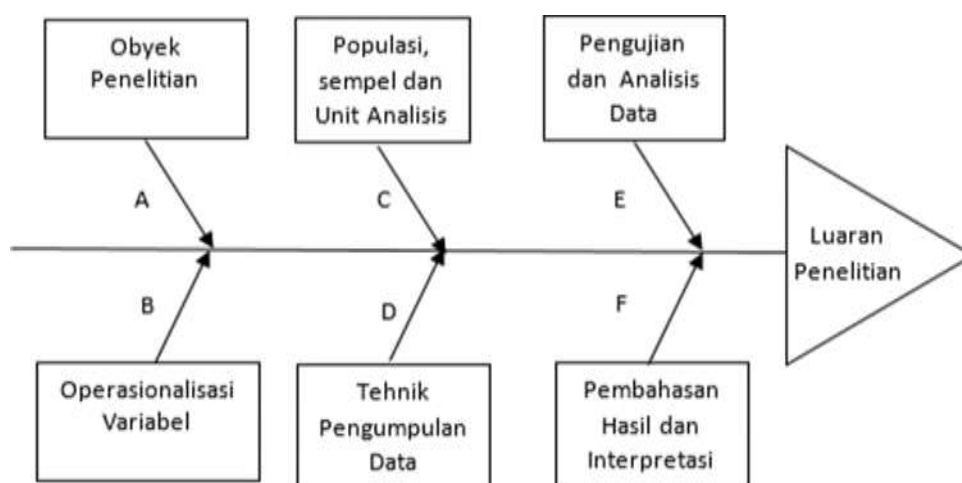 Obyek
Penelitian
Populasi,
sempel dan
Unit Analisis
Pengujian
dan Analisis
Data
A
C
E
Luaran
Penelitian
B
D
F
Operasionalisasi
Variabel
Tehnik
Pengumpulan
Data
Pembahasan
Hasil dan
Interpretasi